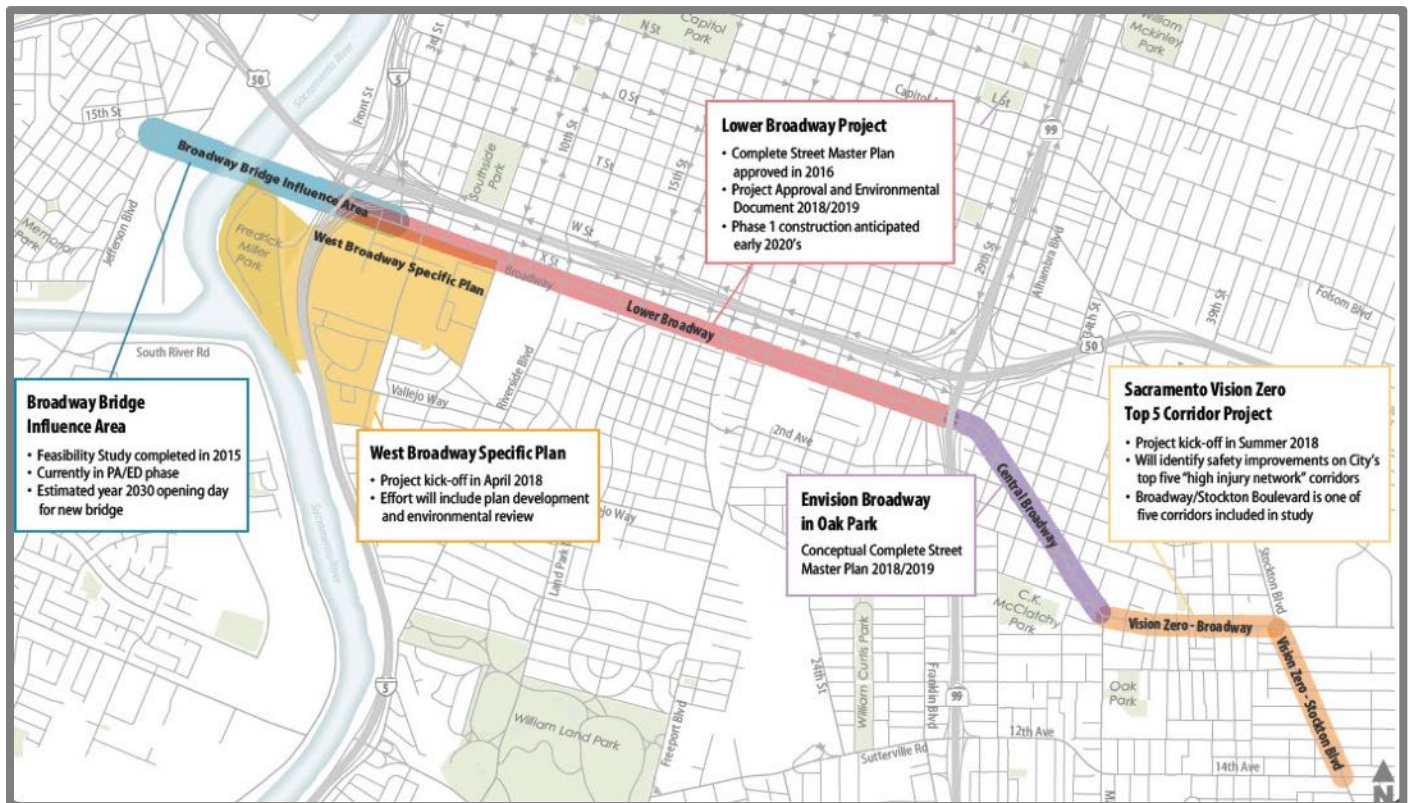 Capitol
Park
N St
William
McKinley
Park
3rd St
50
5
Sacramento River
15th St
Front St
Q St
Capitol A
L St
99
Lower Broadway Project
• Complete Street Master Plan
approved in 2016
• Project Approval and Environmental
Document 2018/2019
• Phase 1 construction anticipated
early 2020's
Broadway Bridge Influence Area
Southside
Park
10th St
T St
15th St
Jefferson Blvd
Memorial
Park
Fredrick
Miller
Park
West Broadway Specific Plan
W St
X St
Broadway
Lower Broadway
29th St
Alhambra Blvd
34th St
39th St
Folsom Blvd
50
South River Rd
Vallejo Way
Riverside Blvd
2nd Ave
Broadway Bridge
Influence Area
• Feasibility Study completed in 2015
• Currently in PA/ED phase
• Estimated year 2030 opening day
for new bridge
West Broadway Specific Plan
• Project kick-off in April 2018
• Effort will include plan development
and environmental review
Envision Broadway
in Oak Park
Conceptual Complete Street
Master Plan 2018/2019
Sacramento Vision Zero
Top 5 Corridor Project
• Project kick-off in Summer 2018
• Will identify safety improvements on City's
top five "high injury network" corridors
• Broadway/Stockton Boulevard is one of
five corridors included in study
Central Broadway
Sacramento River
Land Park
C.K.
McClatchy
Park
Stockton Blvd
Vision Zero - Broadway
Vision Zero - Stockton Blvd
24th St
William Curtis Park
Franklin Blvd
Oak
Park
5
99
William Land Park
Freeport Blvd
Sutterville Rd
12th Ave
14th Ave
N